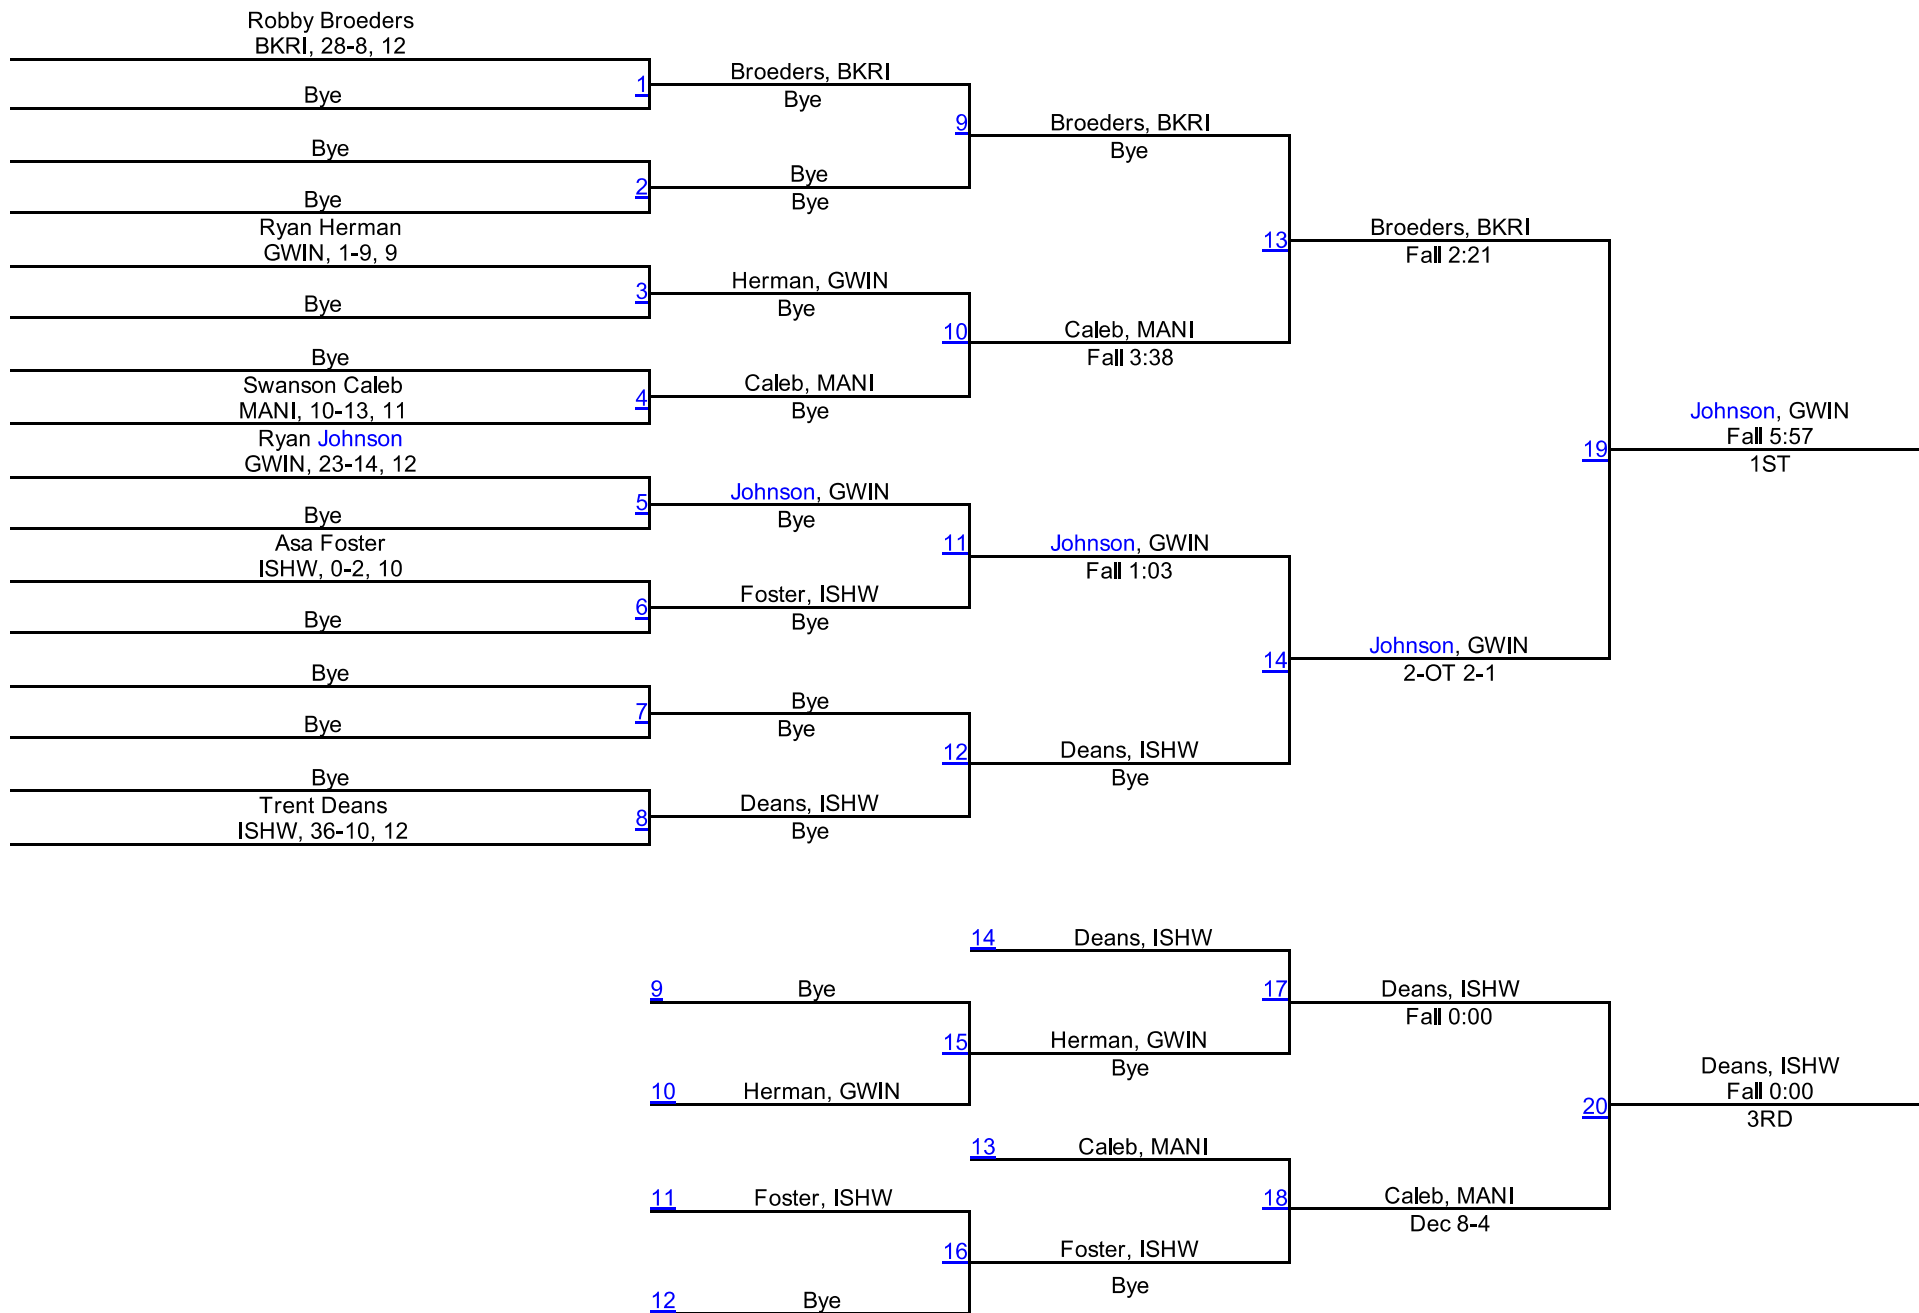 Robby Broeders
BKRI, 28-8, 12
1
Bye
Broeders, BKRI
Bye
9
Bye
2
Bye
Bye
Bye
Broeders, BKRI
Bye
13
Ryan Herman
GWIN, 1-9, 9
3
Bye
Herman, GWIN
Bye
10
Bye
Swanson Caleb
MANI, 10-13, 11
4
Caleb, MANI
Bye
Caleb, MANI
Fall 3:38
Broeders, BKRI
Fall 2:21
19
Ryan Johnson
GWIN, 23-14, 12
5
Bye
Johnson, GWIN
Bye
11
Asa Foster
ISHW, 0-2, 10
6
Bye
Foster, ISHW
Bye
Johnson, GWIN
Fall 1:03
14
Bye
7
Bye
Bye
Bye
12
Bye
Trent Deans
ISHW, 36-10, 12
8
Deans, ISHW
Bye
Deans, ISHW
Bye
Johnson, GWIN
2-OT 2-1
Johnson, GWIN
Fall 5:57
1ST
14
Deans, ISHW
17
9
Bye
15
10
Herman, GWIN
Herman, GWIN
Bye
Deans, ISHW
Fall 0:00
20
13
Caleb, MANI
18
11
Foster, ISHW
16
12
Bye
Foster, ISHW
Bye
Caleb, MANI
Dec 8-4
Deans, ISHW
Fall 0:00
3RD